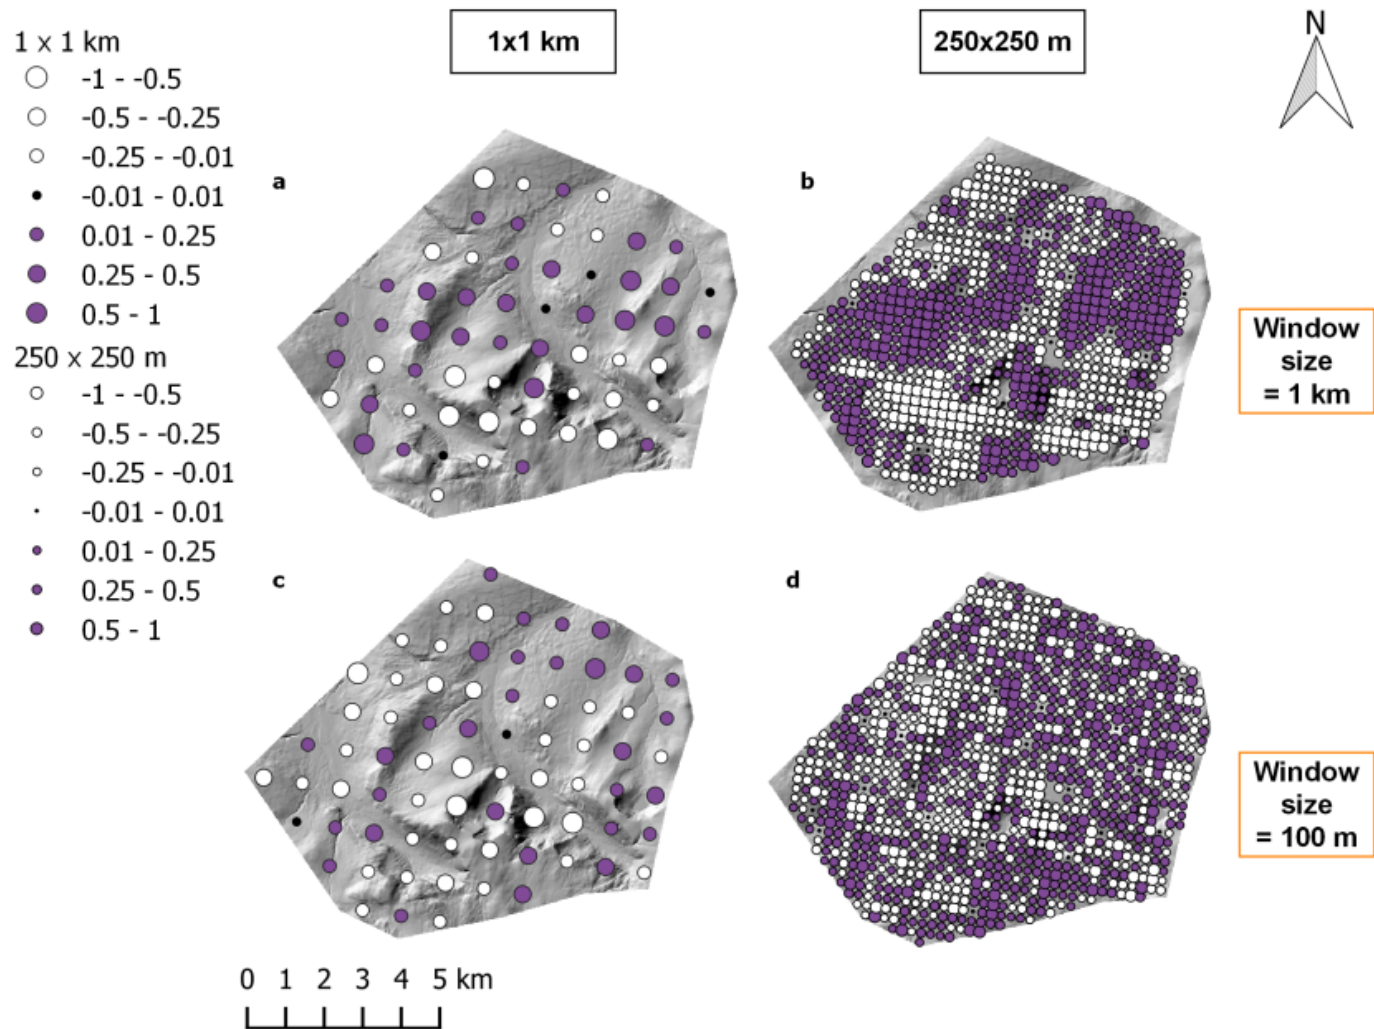 1x1 km
250x250 m
N
1 x 1 km
-1 - -0.5
-0.5 - -0.25
-0.25 - -0.01
-0.01 - 0.01
0.01 - 0.25
0.25 - 0.5
0.5 - 1
250 x 250 m
-1 - -0.5
-0.5 - -0.25
-0.25 - -0.01
-0.01 - 0.01
0.01 - 0.25
0.25 - 0.5
0.5 - 1
a
b
Window
size
= 1 km
c
d
Window
size
= 100 m
0 1 2 3 4 5 km